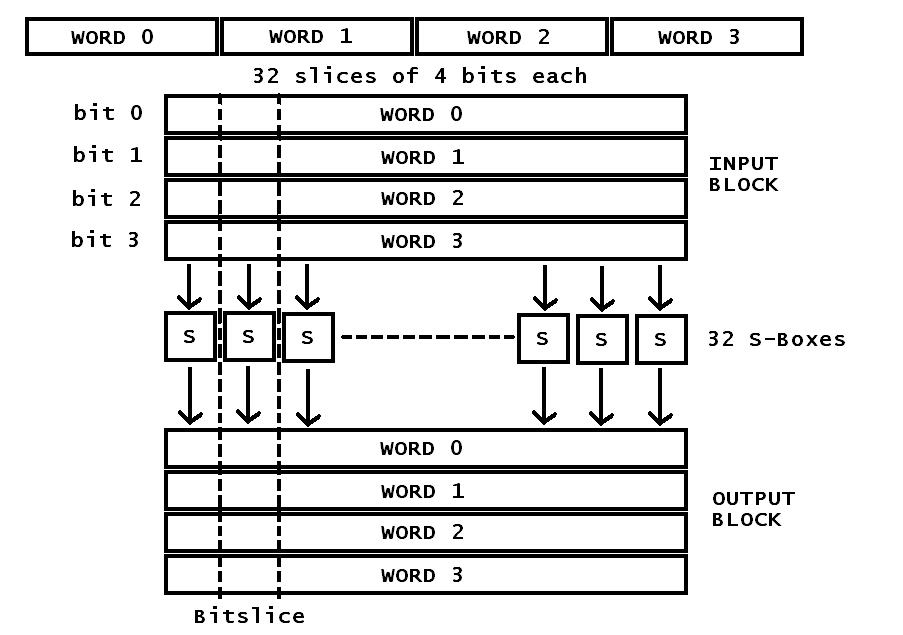 WORD 0 WORD 1 WORD 2 WORD 3
32 slices of 4 bits each
bit 0 WORD 0
bit 1 WORD 1
bit 2 WORD 2
bit 3 WORD 3
INPUT
BLOCK
S S S S S S
32 S-Boxes
WORD 0
WORD 1
WORD 2
WORD 3
OUTPUT
BLOCK
Bitslice